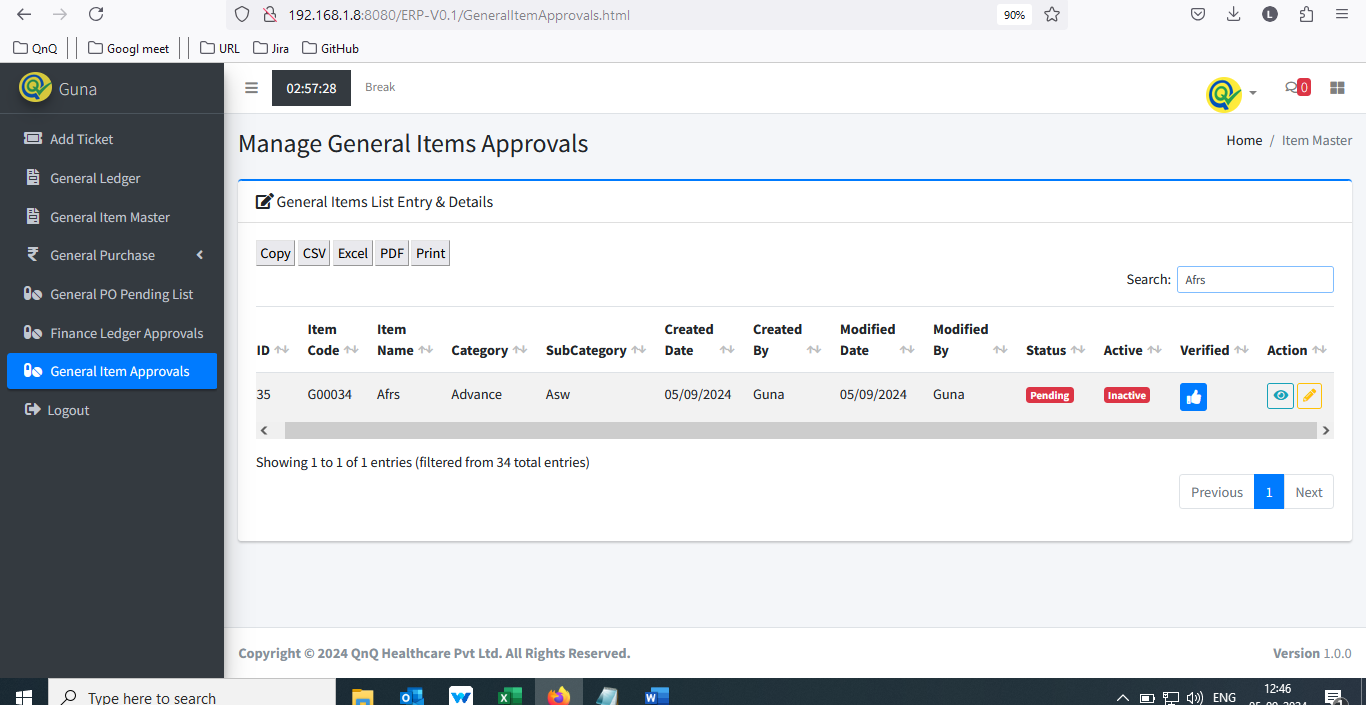 192.168.1.8:8080/ERP-V0.1/GeneralItemApprovals.html
90%
L
QnQ
Googl meet
URL
Jira
GitHub
Guna
02:57:28
Break
0
Add Ticket
General Ledger
General Item Master
General Purchase
General PO Pending List
Finance Ledger Approvals
General Item Approvals
Logout
Manage General Items Approvals
Home / Item Master
General Items List Entry & Details
Copy CSV Excel PDF Print
Search: Afrs
ID Item Code Item Name Category SubCategory Created Date Created By Modified Date Modified By Status Active Verified Action
35 G00034 Afrs Advance Asw 05/09/2024 Guna 05/09/2024 Guna Pending Inactive
Showing 1 to 1 of 1 entries (filtered from 34 total entries)
Previous 1 Next
Copyright © 2024 QnQ Healthcare Pvt Ltd. All Rights Reserved.
Version 1.0.0
Type here to search
ENG
12:46
05-09-2024